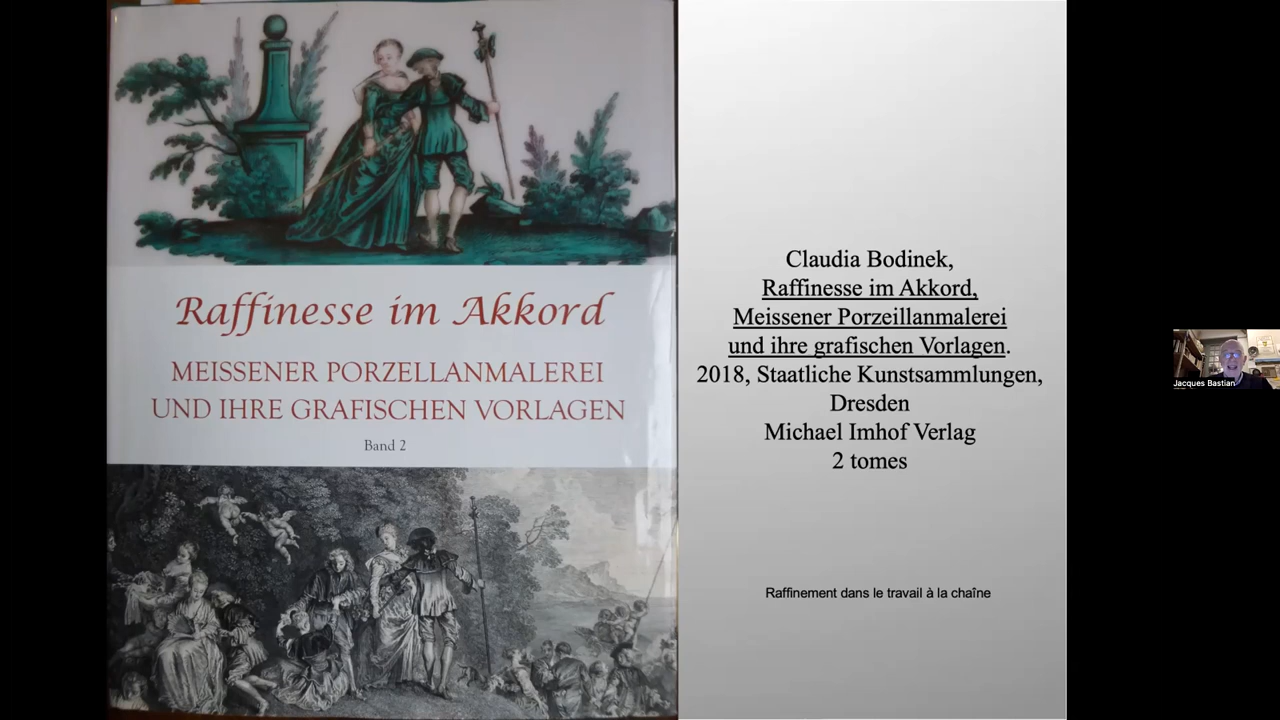 Raffinesse im Akkord
MEISSENER PORZELLANMALEREI
UND IHRE GRAFISCHEN VORLAGEN
Band 2
Claudia Bodinek,
Raffinesse im Akkord,
Meissener Porzeillanmalerei
und ihre grafischen Vorlagen.
2018, Staatliche Kunstsammlungen,
Dresden
Michael Imhof Verlag
2 tomes
Raffinement dans le travail à la chaîne
Jacques Bastian